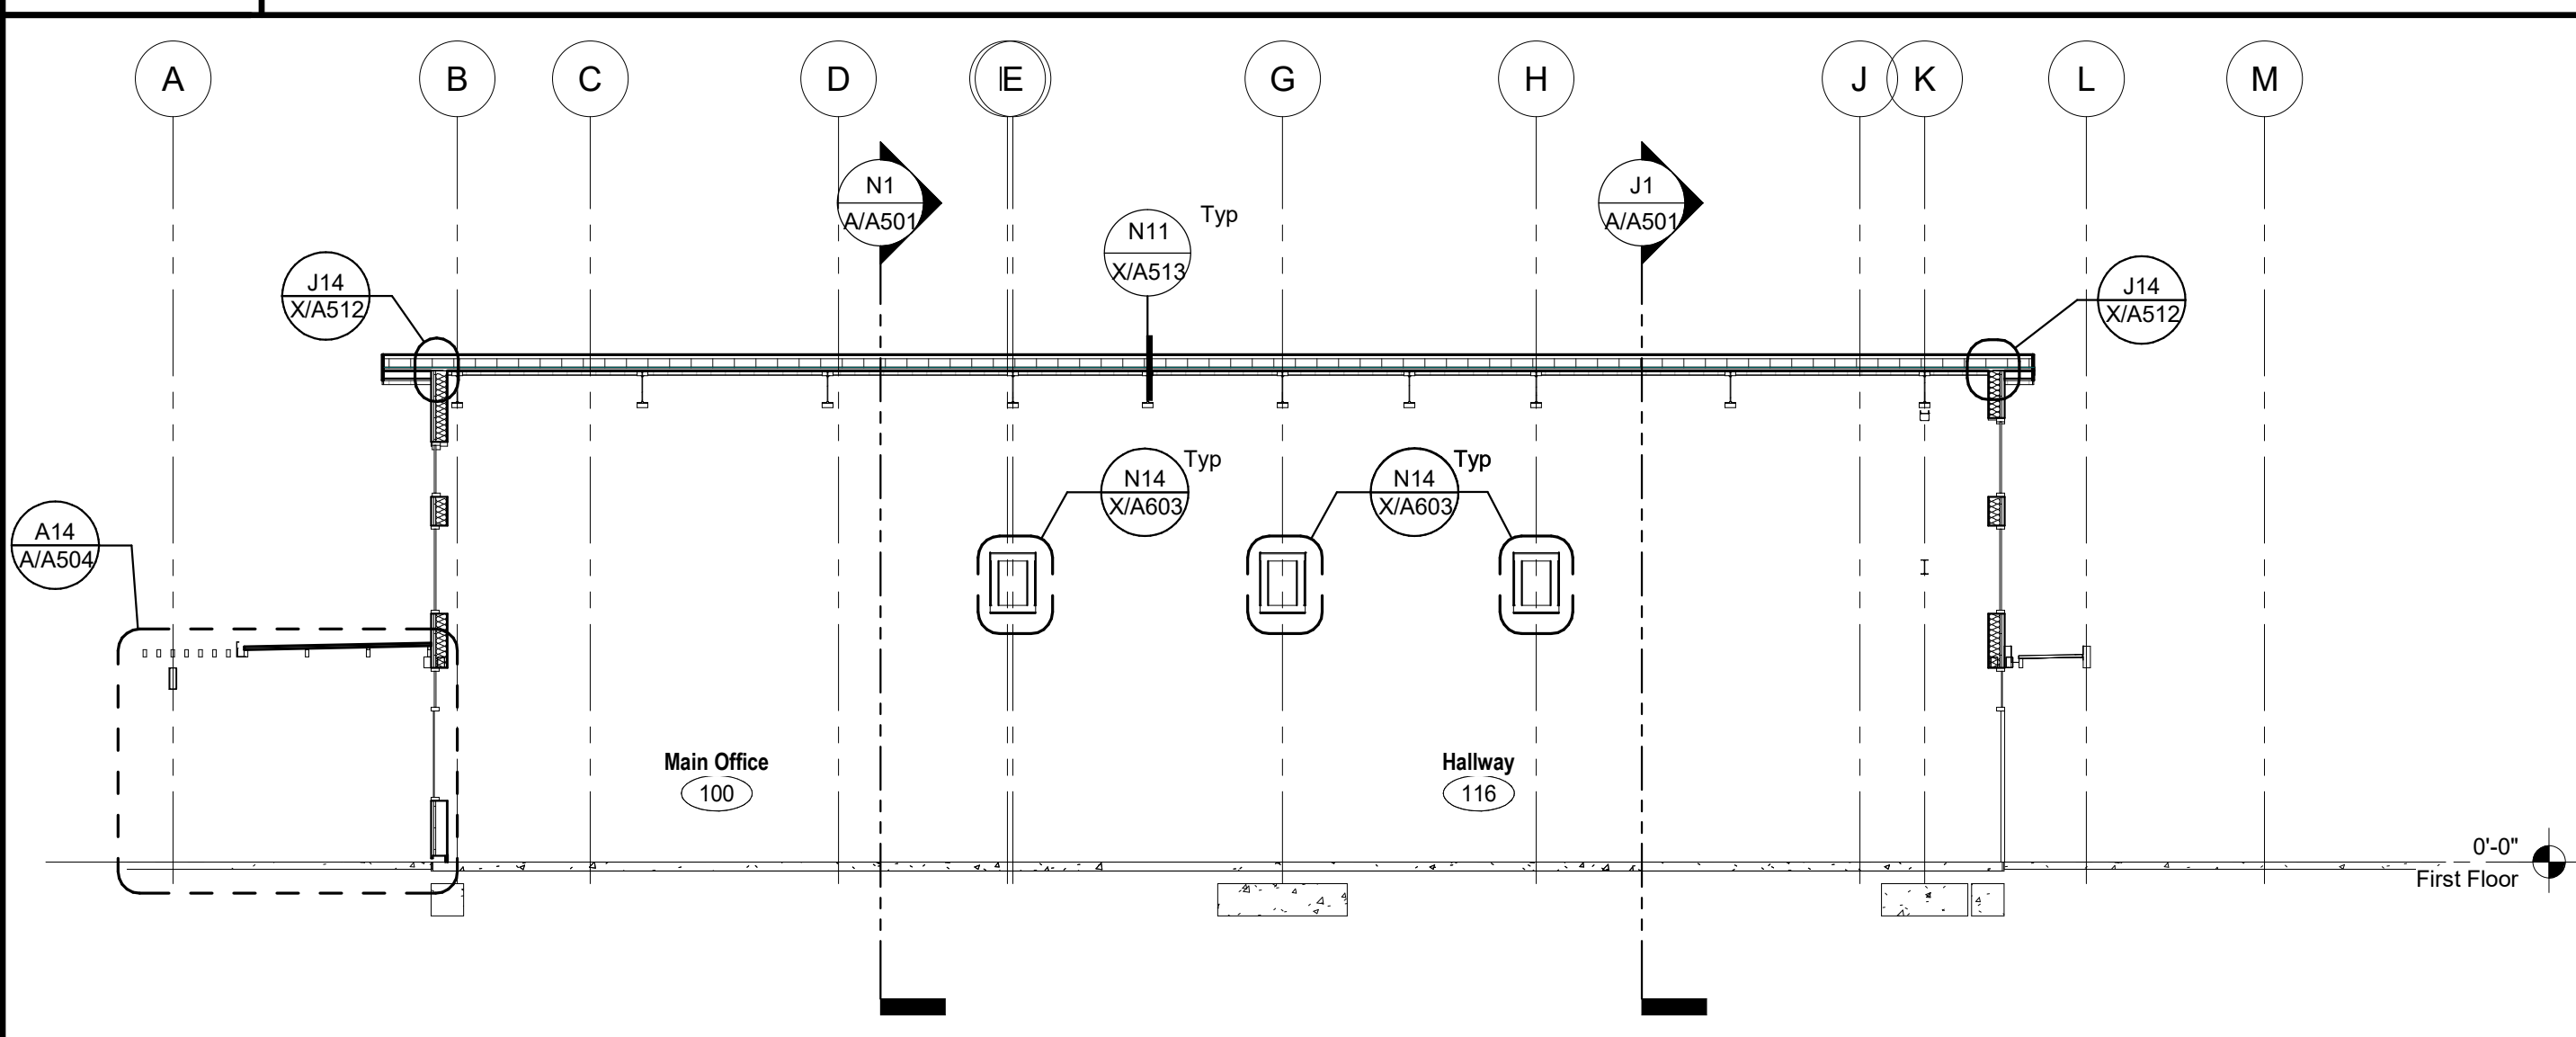 A
B
C
D
E
G
H
J
K
L
M
N1
A/A501
N11
X/A513
Typ
J1
A/A501
J14
X/A512
J14
X/A512
N14
X/A603
Typ
N14
X/A603
Typ
A14
A/A504
Main Office
100
Hallway
116
0'-0"
First Floor